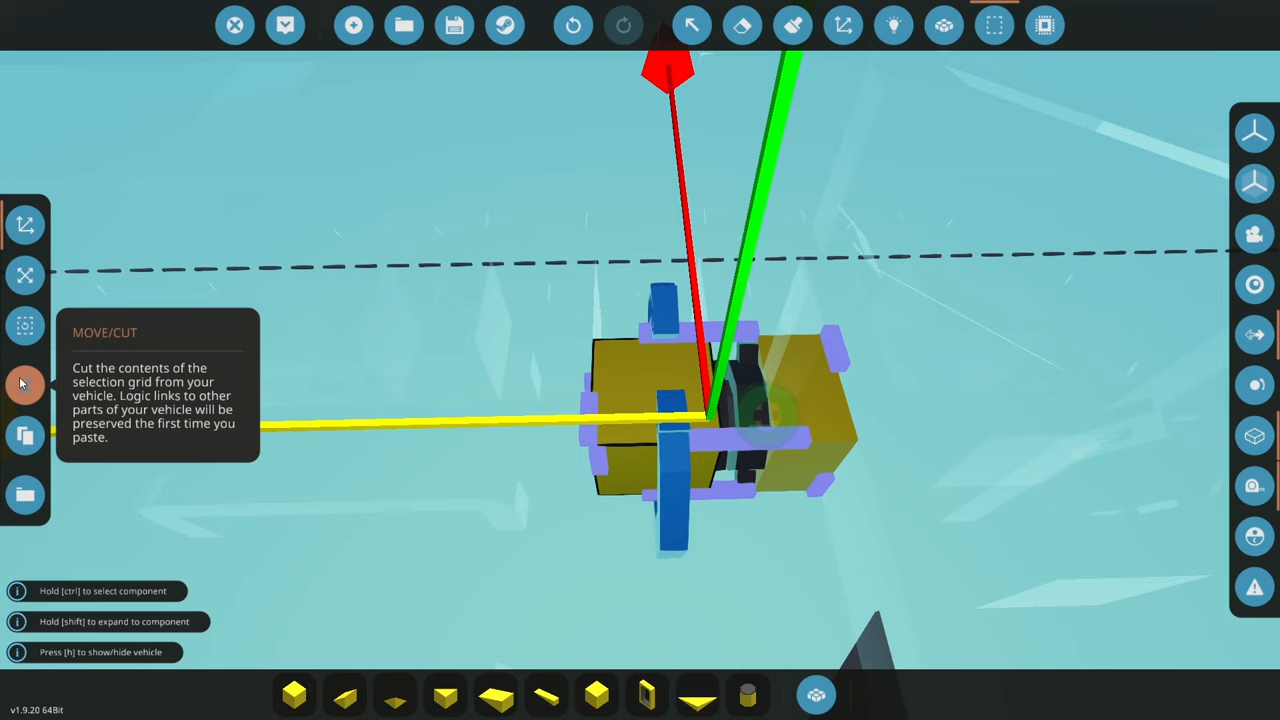 MOVE/CUT
Cut the contents of the
selection grid from your
vehicle. Logic links to other
parts of your vehicle will be
preserved the first time you
paste.
Hold [ctrl] to select component
Hold [shift] to expand to component
Press [h] to show/hide vehicle
v1.9.20 64Bit